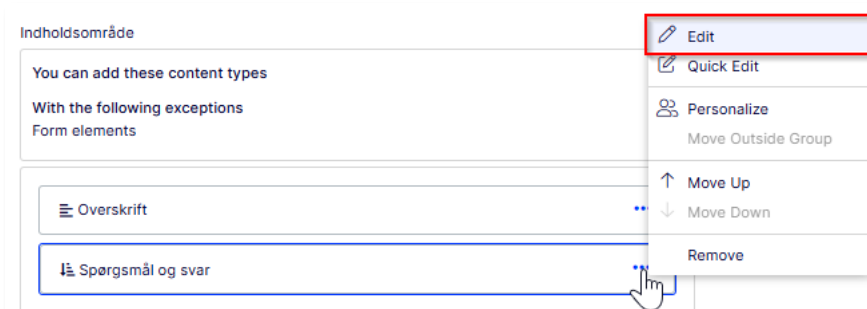 Indholdsområde
You can add these content types
With the following exceptions
Form elements
Overskrift
Spørgsmål og svar
Edit
Quick Edit
Personalize
Move Outside Group
Move Up
Move Down
Remove